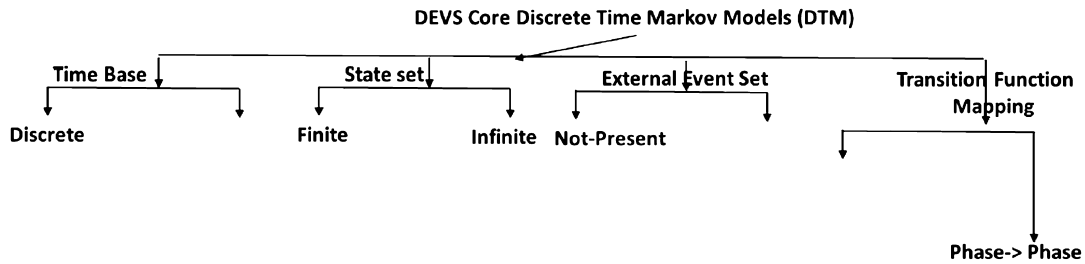 DEVS Core Discrete Time Markov Models (DTM)
Time Base
State set
External Event Set
Transition Function
Mapping
Discrete
Finite
Infinite
Not-Present
Phase-> Phase